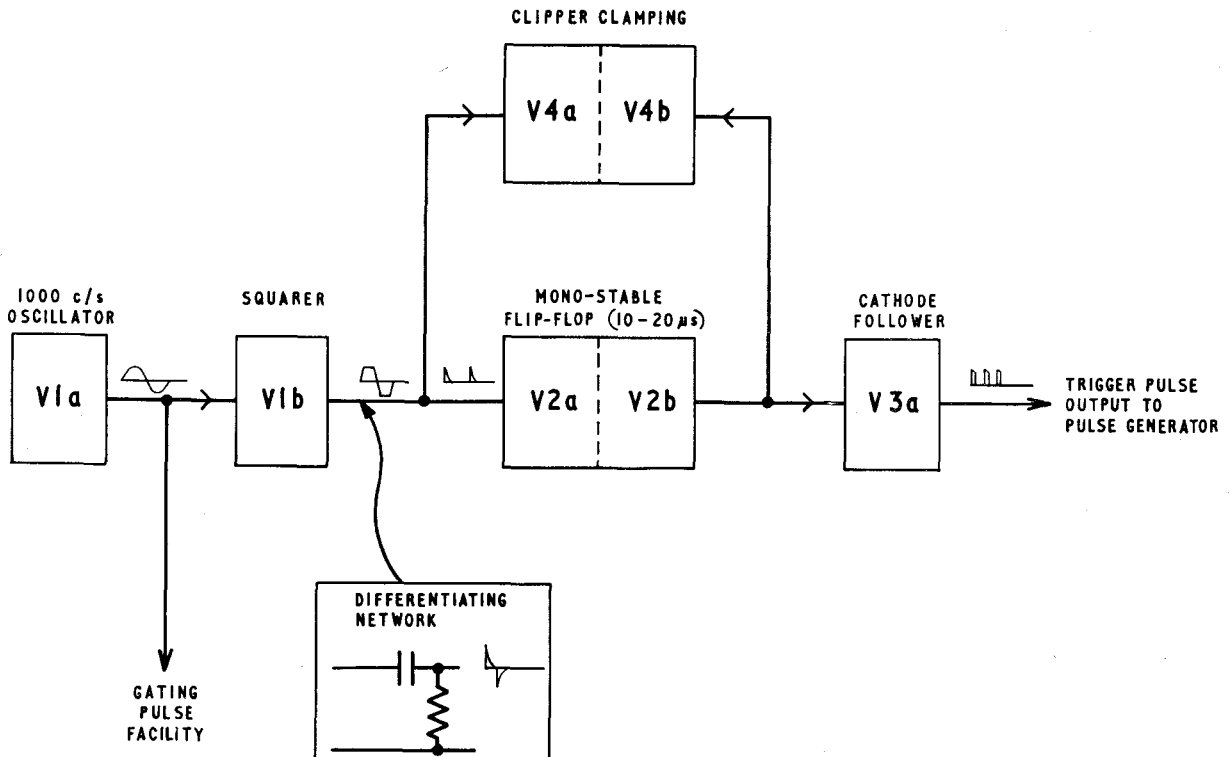 CLIPPER CLAMPING
V4a
V4b
1000 c/s
OSCILLATOR
V1a
SQUARER
V1b
MONO-STABLE
FLIP-FLOP (10-20 µs)
V2a
V2b
CATHODE
FOLLOWER
V3a
TRIGGER PULSE
OUTPUT TO
PULSE GENERATOR
GATING
PULSE
FACILITY
DIFFERENTIATING
NETWORK